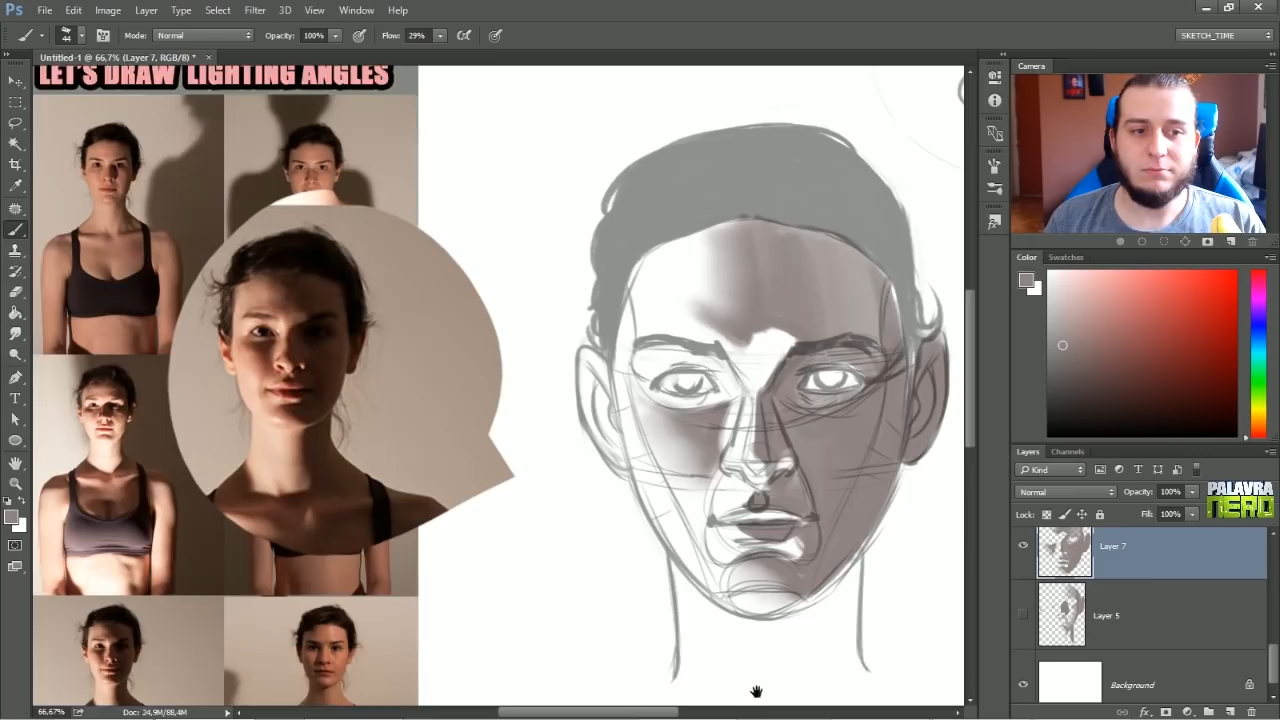 Ps File Edit Image Layer Type Select Filter 3D View Window Help
44 Mode: Normal Opacity: 100% Flow: 29% SKETCH_TIME
Untitled-1 @ 66,7% (Layer 7, RGB/8) *
LET'S DRAW LIGHTING ANGLES
Camera
Color Swatches
Layers Channels
Kind
Normal Opacity: 100%
PALAVRA
NERD
Lock: Fill: 100%
Layer 7
Layer 5
Background
66,67% Doc: 24,9M/88,4M